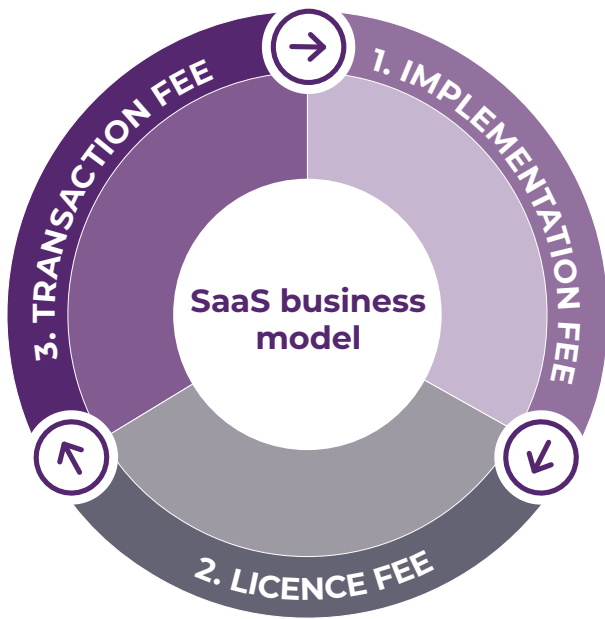 SaaS business
model
1. IMPLEMENTATION FEE
2. LICENCE FEE
3. TRANSACTION FEE